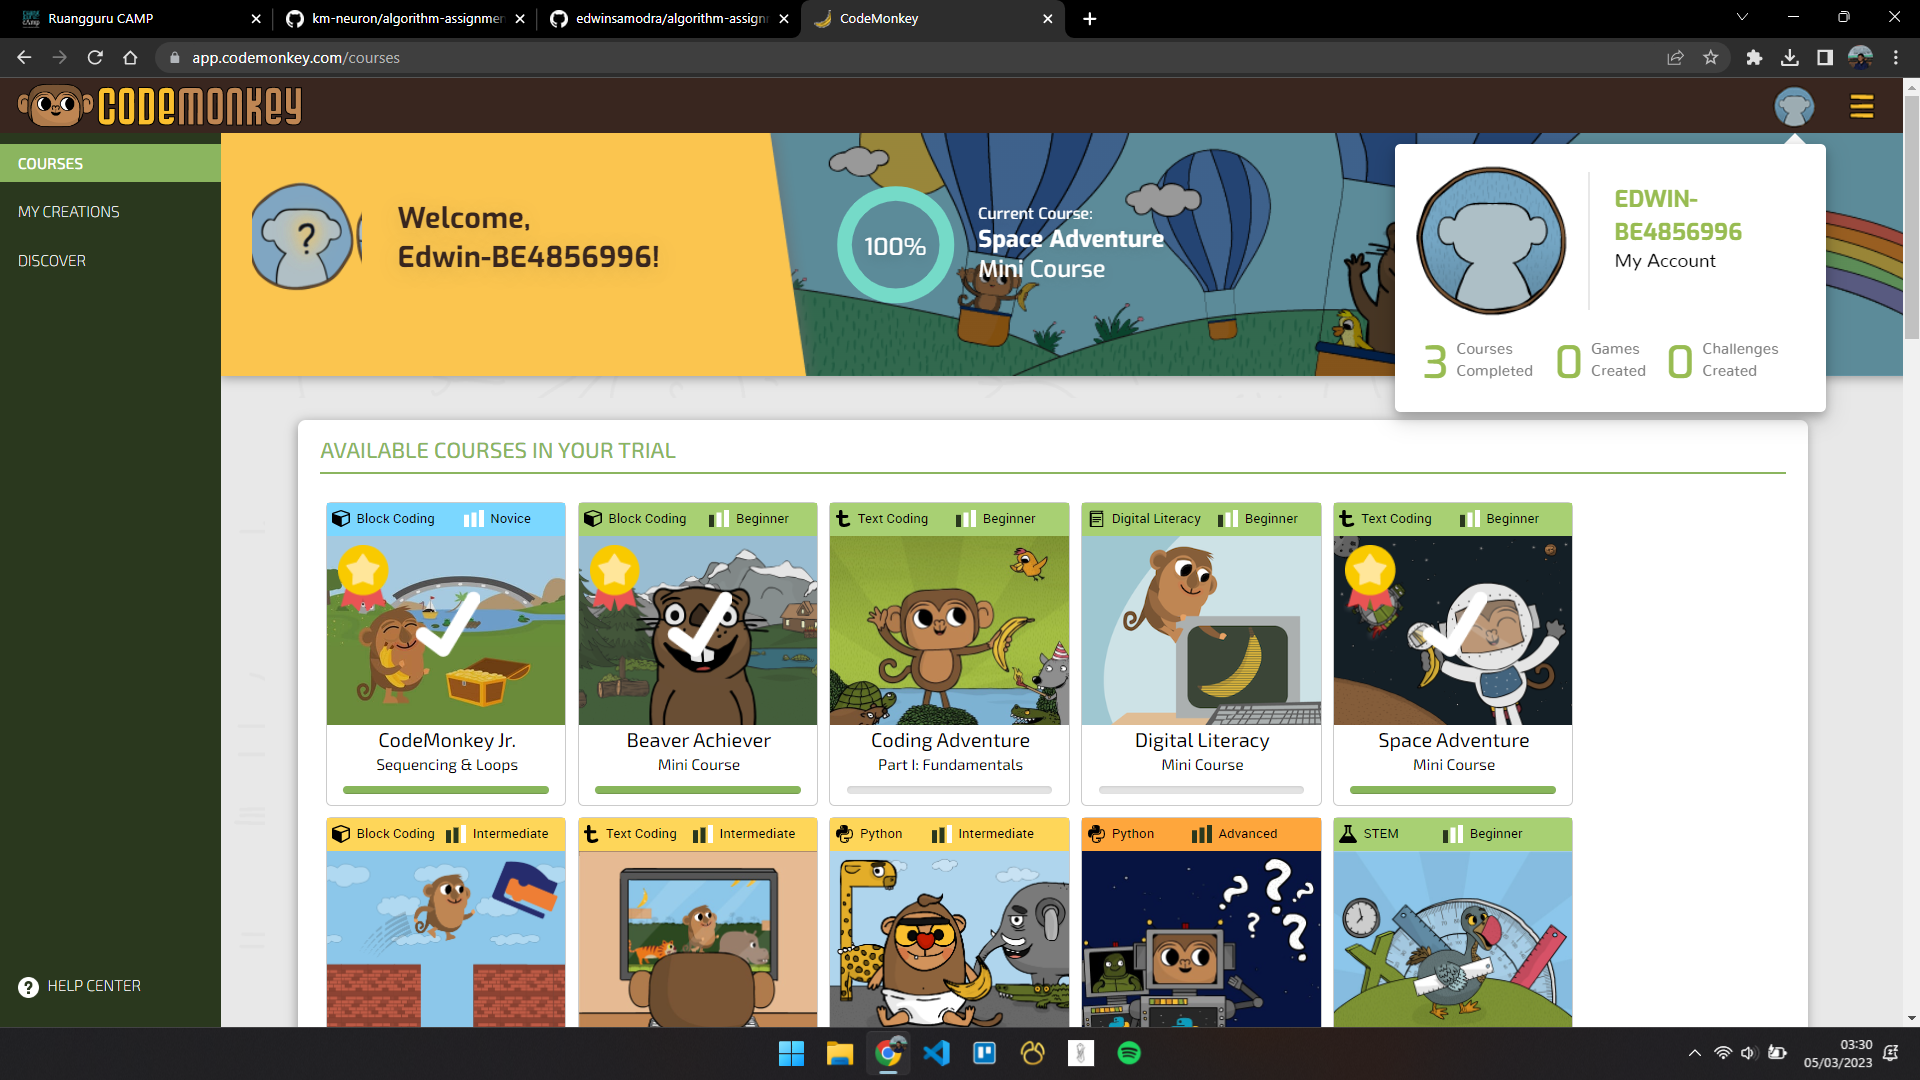 Ruangguru CAMP
km-neuron/algorithm-assignmen
edwinsamodra/algorithm-assign
CodeMonkey
app.codemonkey.com/courses
CODEMONKEY
COURSES
MY CREATIONS
DISCOVER
HELP CENTER
?
Welcome,
Edwin-BE4856996!
100%
Current Course:
Space Adventure
Mini Course
EDWIN-
BE4856996
My Account
3 Courses Completed
0 Games Created
0 Challenges Created
AVAILABLE COURSES IN YOUR TRIAL
Block Coding Novice
Block Coding Beginner
Text Coding Beginner
Digital Literacy Beginner
Text Coding Beginner
CodeMonkey Jr.
Sequencing & Loops
Beaver Achiever
Mini Course
Coding Adventure
Part I: Fundamentals
Digital Literacy
Mini Course
Space Adventure
Mini Course
Block Coding Intermediate
Text Coding Intermediate
Python Intermediate
Python Advanced
STEM Beginner
? ? ? ? ?
03:30
05/03/2023